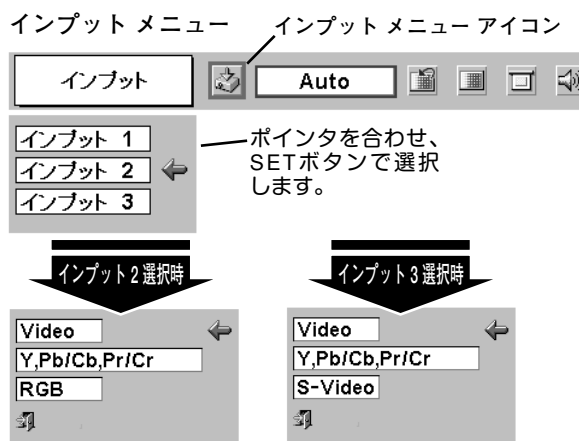 インプット メニュー
インプット メニュー アイコン
インプット
Auto
インプット 1
インプット 2
インプット 3
ポインタを合わせ、
SETボタンで選択
します。
インプット2選択時
Video
Y,Pb/Cb,Pr/Cr
RGB
インプット3選択時
Video
Y,Pb/Cb,Pr/Cr
S-Video